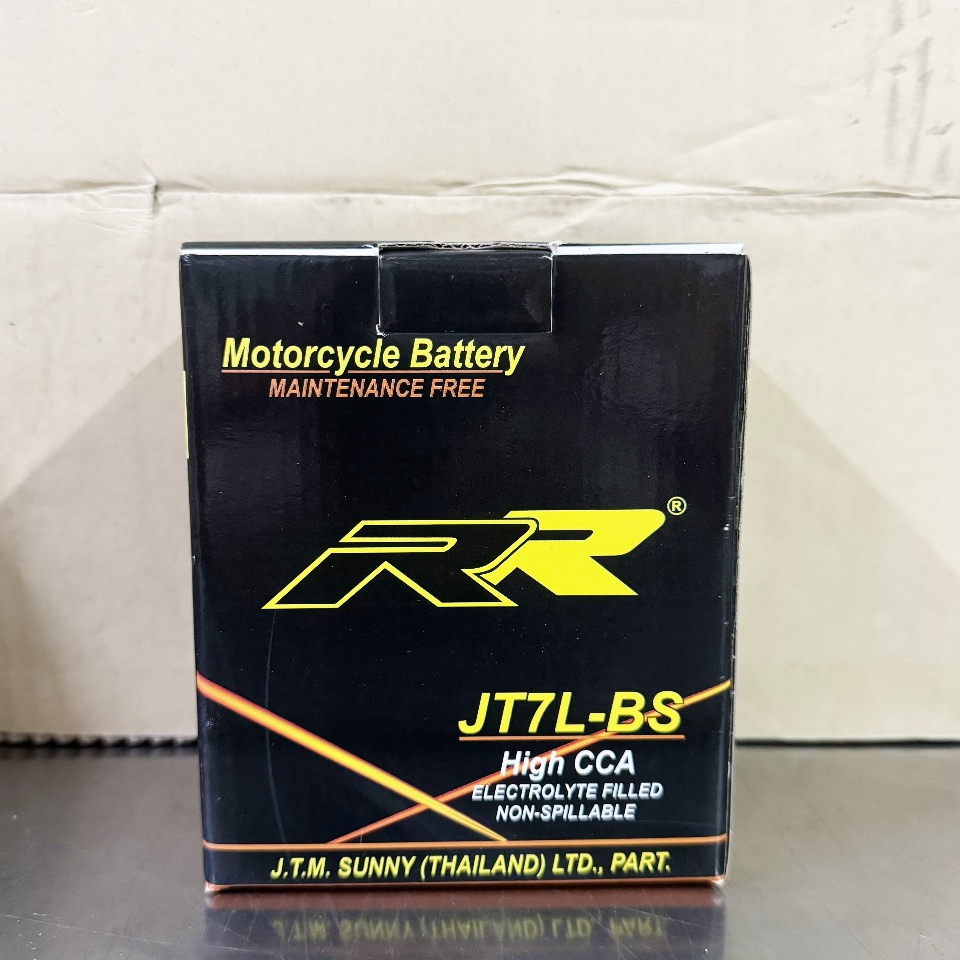 Motorcycle Battery
MAINTENANCE FREE
RR®
JT7L-BS
High CCA
ELECTROLYTE FILLED
NON-SPILLABLE
J.T.M. SUNNY (THAILAND) LTD., PART.